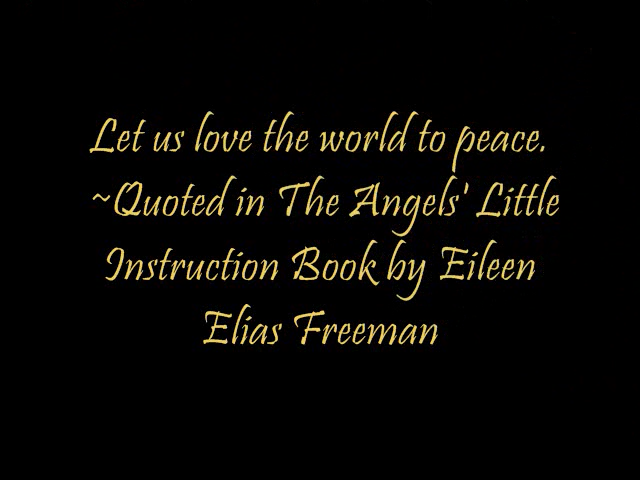 Let us love the world to peace.
~Quoted in The Angels' Little
Instruction Book by Eileen
Elias Freeman